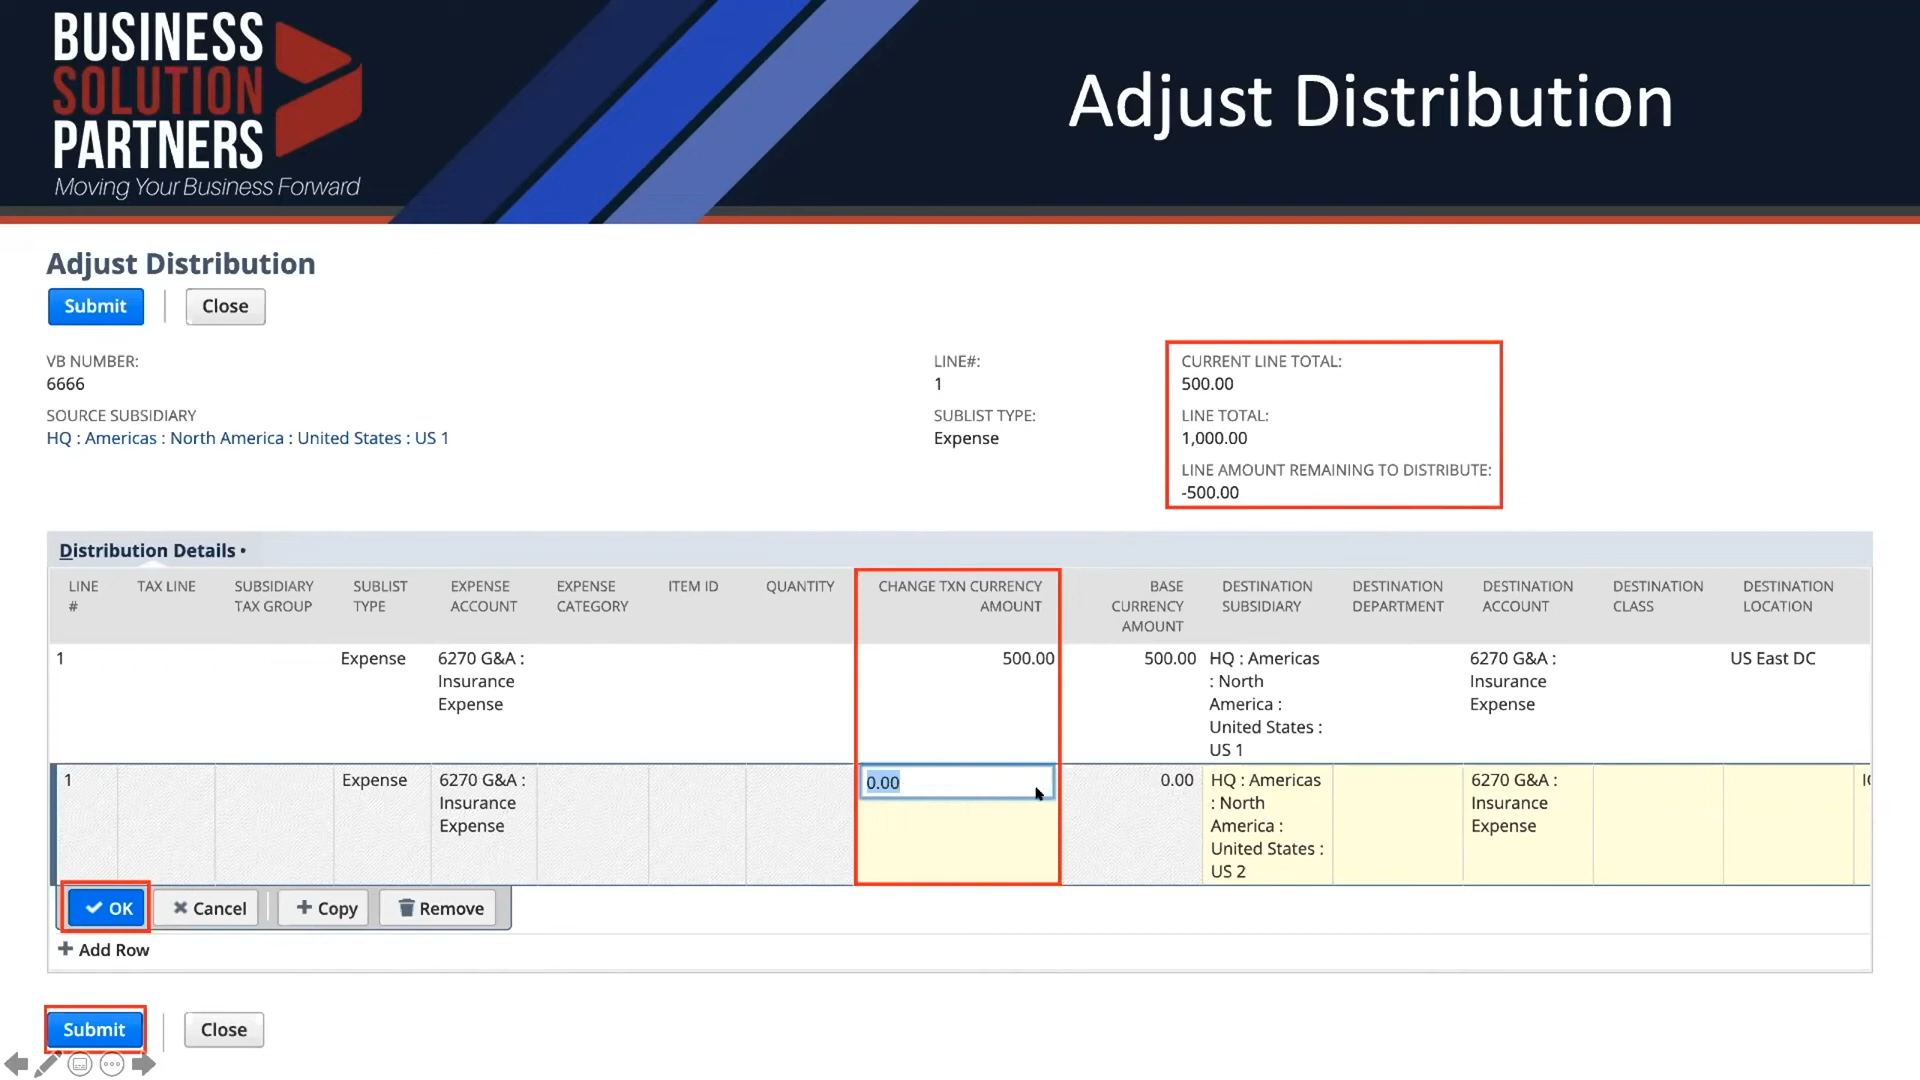 BUSINESS
SOLUTION
PARTNERS
Moving Your Business Forward
Adjust Distribution
Adjust Distribution
Submit
Close
VB NUMBER:
6666
SOURCE SUBSIDIARY
HQ : Americas : North America : United States : US 1
LINE#:
1
SUBLIST TYPE:
Expense
CURRENT LINE TOTAL:
500.00
LINE TOTAL:
1,000.00
LINE AMOUNT REMAINING TO DISTRIBUTE:
-500.00
Distribution Details •
LINE
#
TAX LINE
SUBSIDIARY
TAX GROUP
SUBLIST
TYPE
EXPENSE
ACCOUNT
EXPENSE
CATEGORY
ITEM ID
QUANTITY
CHANGE TXN CURRENCY
AMOUNT
BASE
CURRENCY
AMOUNT
DESTINATION
SUBSIDIARY
DESTINATION
DEPARTMENT
DESTINATION
ACCOUNT
DESTINATION
CLASS
DESTINATION
LOCATION
1
Expense
6270 G&A :
Insurance
Expense
500.00
500.00
HQ : Americas
: North
America :
United States :
US 1
6270 G&A :
Insurance
Expense
US East DC
1
Expense
6270 G&A :
Insurance
Expense
0.00
0.00
HQ : Americas
: North
America :
United States :
US 2
6270 G&A :
Insurance
Expense
OK
Cancel
Copy
Remove
Add Row
Submit
Close